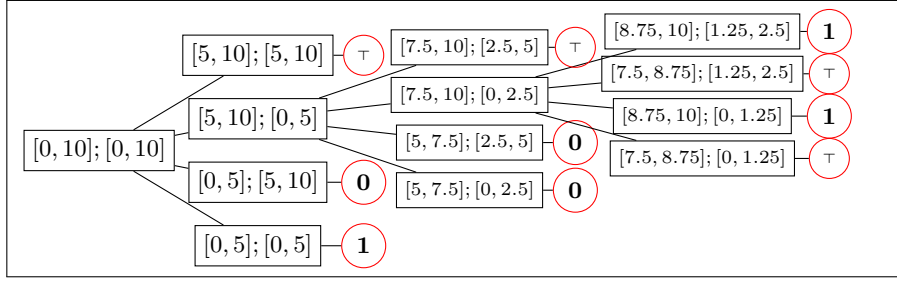 [8.75, 10]; [1.25, 2.5] 1
[5, 10]; [5, 10] ⊤
[7.5, 10]; [2.5, 5] ⊤
[7.5, 8.75]; [1.25, 2.5] ⊤
[7.5, 10]; [0, 2.5]
[5, 10]; [0, 5]
[8.75, 10]; [0, 1.25] 1
[0, 10]; [0, 10]
[5, 7.5]; [2.5, 5] 0
[7.5, 8.75]; [0, 1.25] ⊤
[0, 5]; [5, 10] 0
[5, 7.5]; [0, 2.5] 0
[0, 5]; [0, 5] 1